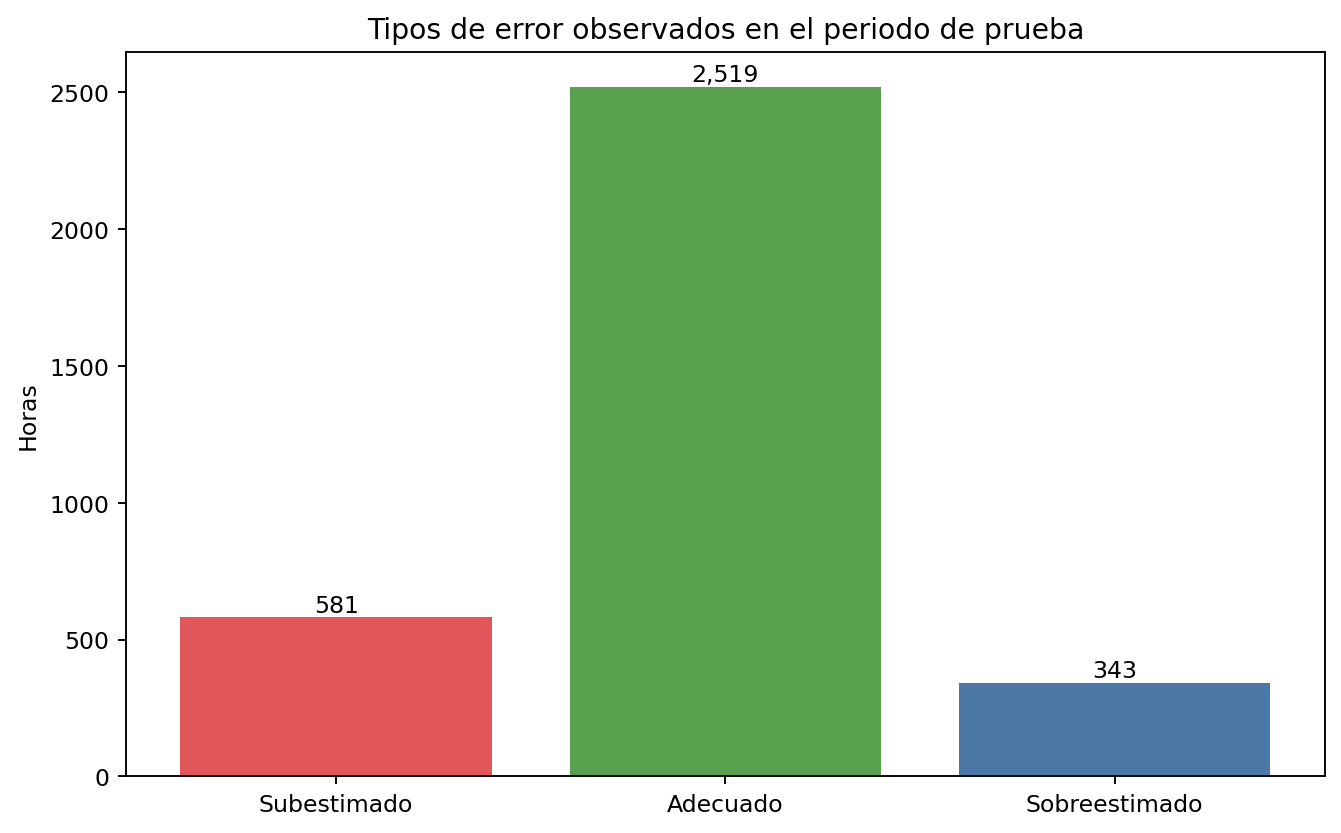 Tipos de error observados en el periodo de prueba
2,519
581
343
Horas
2500
2000
1500
1000
500
0
Subestimado
Adecuado
Sobreestimado